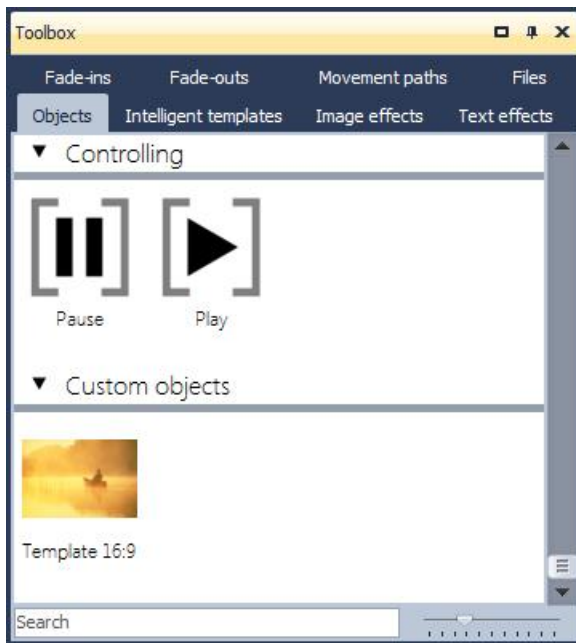 Toolbox
Fade-ins Fade-outs Movement paths Files
Objects Intelligent templates Image effects Text effects
Controlling
Pause Play
Custom objects
Template 16:9
Search